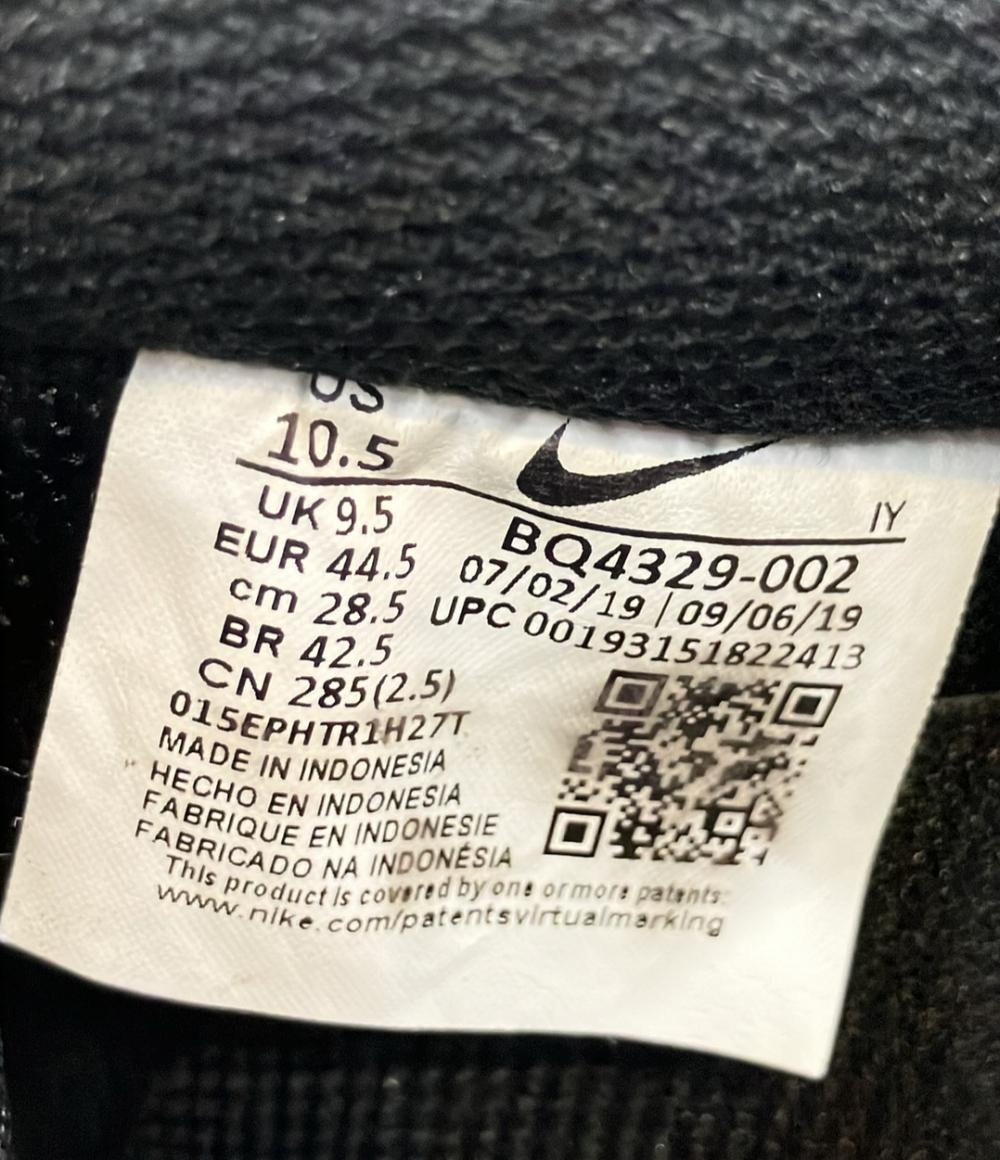 US
10.5
UK 9.5
EUR 44.5
cm 28.5
BR 42.5
CN 285(2.5)
015EPHTR1H27T
MADE IN INDONESIA
HECHO EN INDONESIA
FABRIQUE EN INDONESIE
FABRICADO NA INDONÉSIA
This product is covered by one or more patents:
www.nike.com/patentsvirtualmarking
IY
BQ4329-002
07/02/19 | 09/06/19
UPC 00193151822413